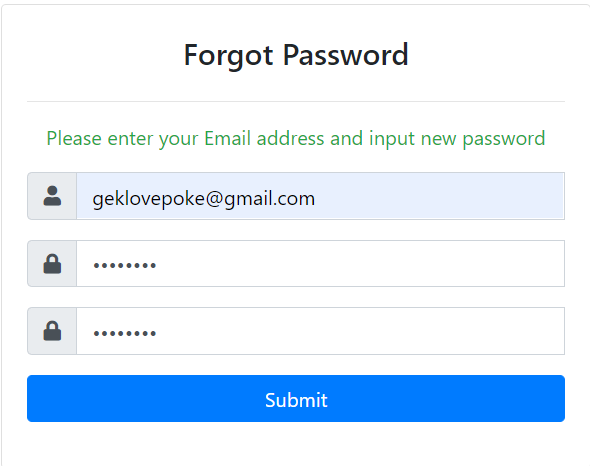 Forgot Password
Please enter your Email address and input new password
geklovepoke@gmail.com
••••••••
••••••••
Submit